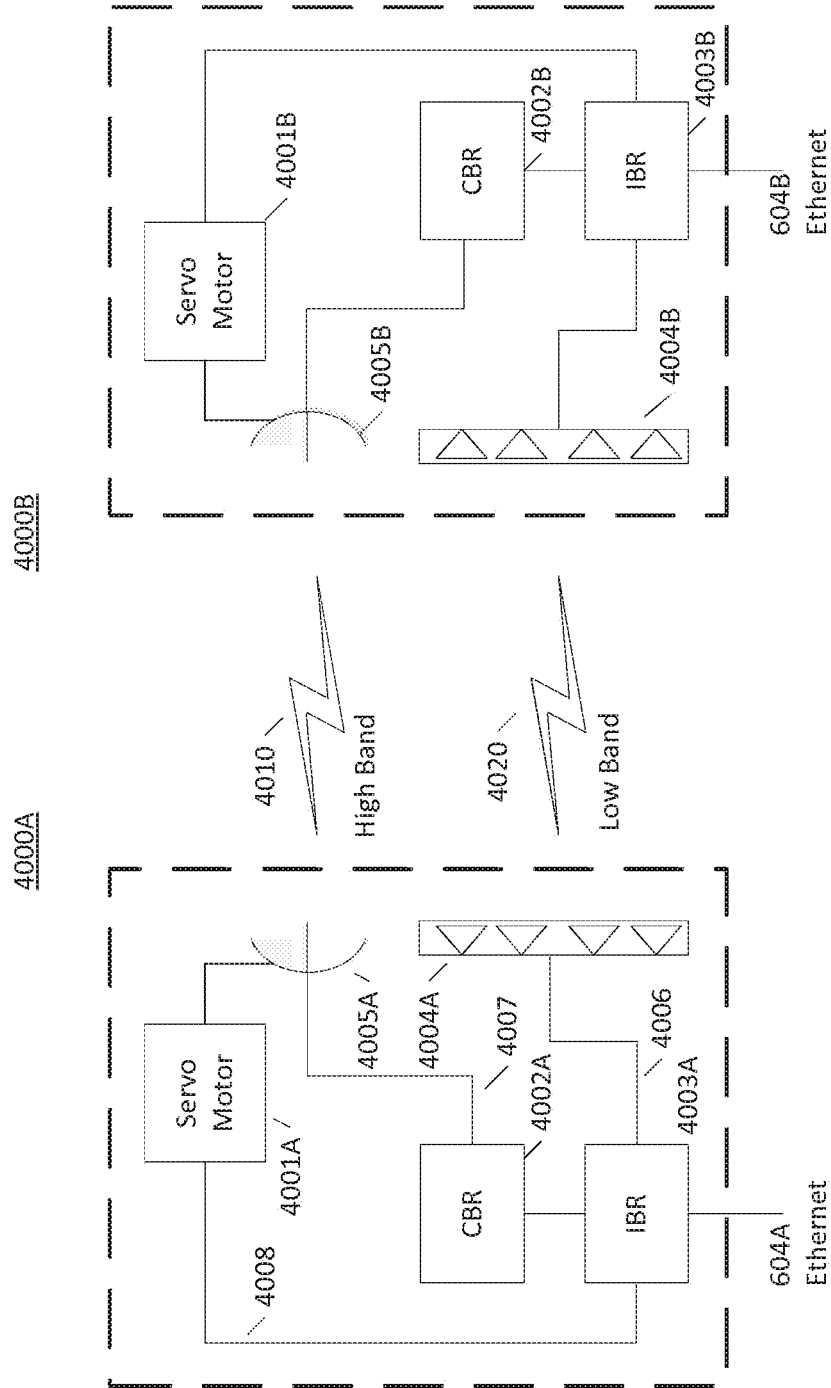 4000A
4000B
Servo
Motor
4001A
4008
4005A
4004A
4007
CBR
4002A
4006
4003A
IBR
604A
Ethernet
4010
High Band
4020
Low Band
Servo
Motor
4001B
4005B
CBR
4002B
4004B
IBR
4003B
604B
Ethernet